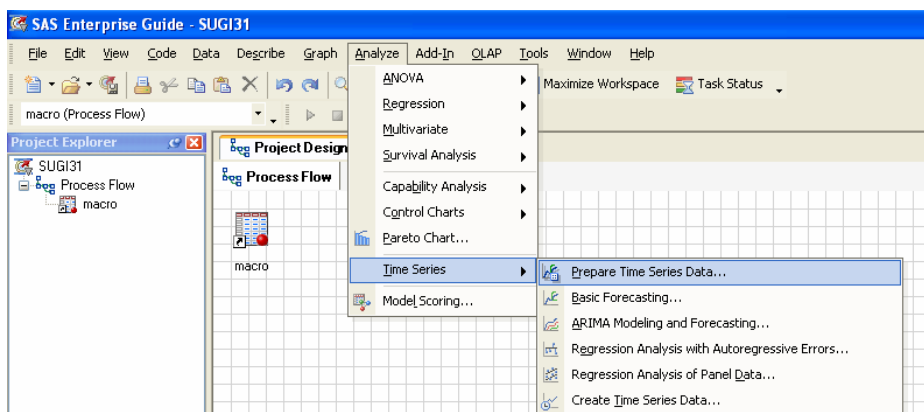 SAS Enterprise Guide - SUGI31
File Edit View Code Data Describe Graph Analyze Add-In OLAP Tools Window Help
Maximize Workspace Task Status
macro (Process Flow)
Project Explorer
SUGI31
Process Flow
macro
Project Design
Process Flow
macro
ANOVA
Regression
Multivariate
Survival Analysis
Capability Analysis
Control Charts
Pareto Chart...
Time Series
Model Scoring...
Prepare Time Series Data...
Basic Forecasting...
ARIMA Modeling and Forecasting...
Regression Analysis with Autoregressive Errors...
Regression Analysis of Panel Data...
Create Time Series Data...